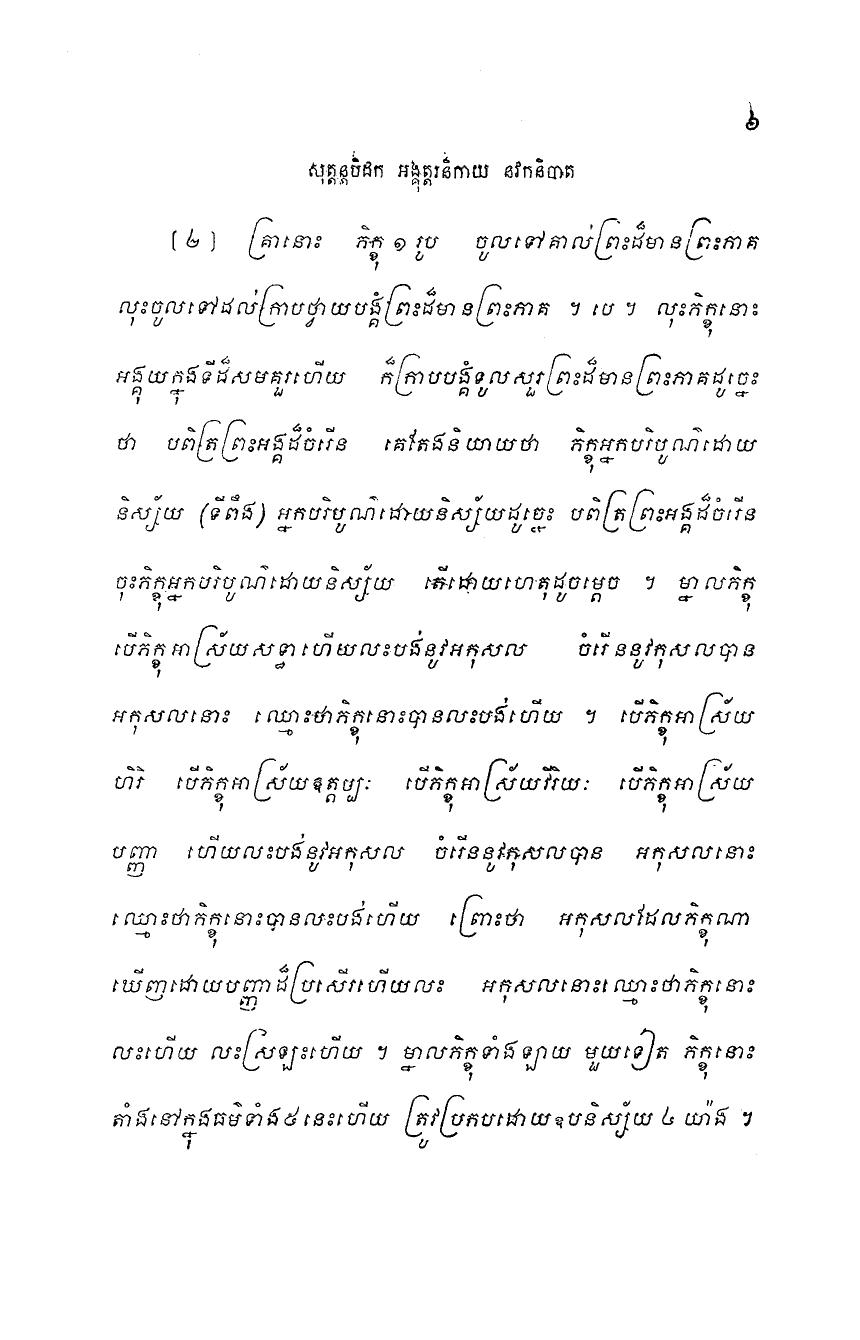 ៦
សុត្តន្តបិដក អង្គុត្តរនិកាយ នវកនិបាត
[២] គ្រានោះ ភិក្ខុ ១ រូប ចូលទៅគាល់ព្រះដ៏មានព្រះភាគ
លុះចូលទៅដល់ក្រាបថ្វាយបង្គំព្រះដ៏មានព្រះភាគ ។ បេ ។ លុះភិក្ខុនោះ
អង្គុយក្នុងទីដ៏សមគួរហើយ ក៏ក្រាបបង្គំទូលសួរព្រះដ៏មានព្រះភាគដូច្នេះ
ថា បពិត្រព្រះអង្គដ៏ចំរើន គេតែងនិយាយថា ភិក្ខុអ្នកបរិបូណ៌ដោយ
និស្ស័យ (ទីពឹង) អ្នកបរិបូណ៌ដោយនិស្ស័យដូច្នេះ បពិត្រព្រះអង្គដ៏ចំរើន
ចុះភិក្ខុអ្នកបរិបូណ៌ដោយនិស្ស័យ តើដោយហេតុដូចម្តេច ។ ម្នាលភិក្ខុ
បើភិក្ខុអាស្រ័យសទ្ធា ហើយលះបង់នូវអកុសល ចំរើននូវកុសលបាន
អកុសលនោះ ឈ្មោះថាភិក្ខុនោះបានលះបង់ហើយ ។ បើភិក្ខុអាស្រ័យ
ហិរិ បើភិក្ខុអាស្រ័យឧត្តប្បៈ បើភិក្ខុអាស្រ័យវីរិយៈ បើភិក្ខុអាស្រ័យ
បញ្ញា ហើយលះបង់នូវអកុសល ចំរើននូវកុសលបាន អកុសលនោះ
ឈ្មោះថាភិក្ខុនោះបានលះបង់ហើយ ព្រោះថា អកុសលដែលភិក្ខុណា
ឃើញដោយបញ្ញាដ៏ប្រសើរហើយលះ អកុសលនោះឈ្មោះថាភិក្ខុនោះ
លះហើយ លះស្រឡះហើយ ។ ម្នាលភិក្ខុទាំងឡាយ មួយទៀត ភិក្ខុនោះ
តាំងនៅក្នុងធម៌ទាំង៥នេះហើយ ត្រូវប្រកបដោយឧបនិស្ស័យ ៤ យ៉ាង ។